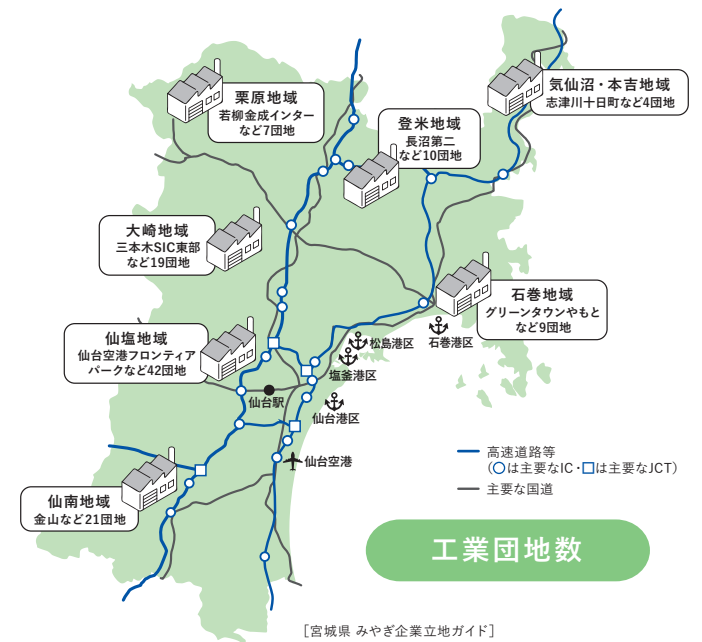 栗原地域
若柳金成インター
など7団地
気仙沼・本吉地域
志津川十日町など4団地
登米地域
長沼第二
など10団地
大崎地域
三本木SIC東部
など19団地
石巻地域
グリーンタウンやもと
など9団地
仙塩地域
仙台空港フロンティア
パークなど42団地
松島港区
石巻港区
塩釜港区
仙台駅
仙台港区
仙台空港
仙南地域
金山など21団地
高速道路等
(○は主要なIC・□は主要なJCT)
主要な国道
工業団地数
[宮城県 みやぎ企業立地ガイド]